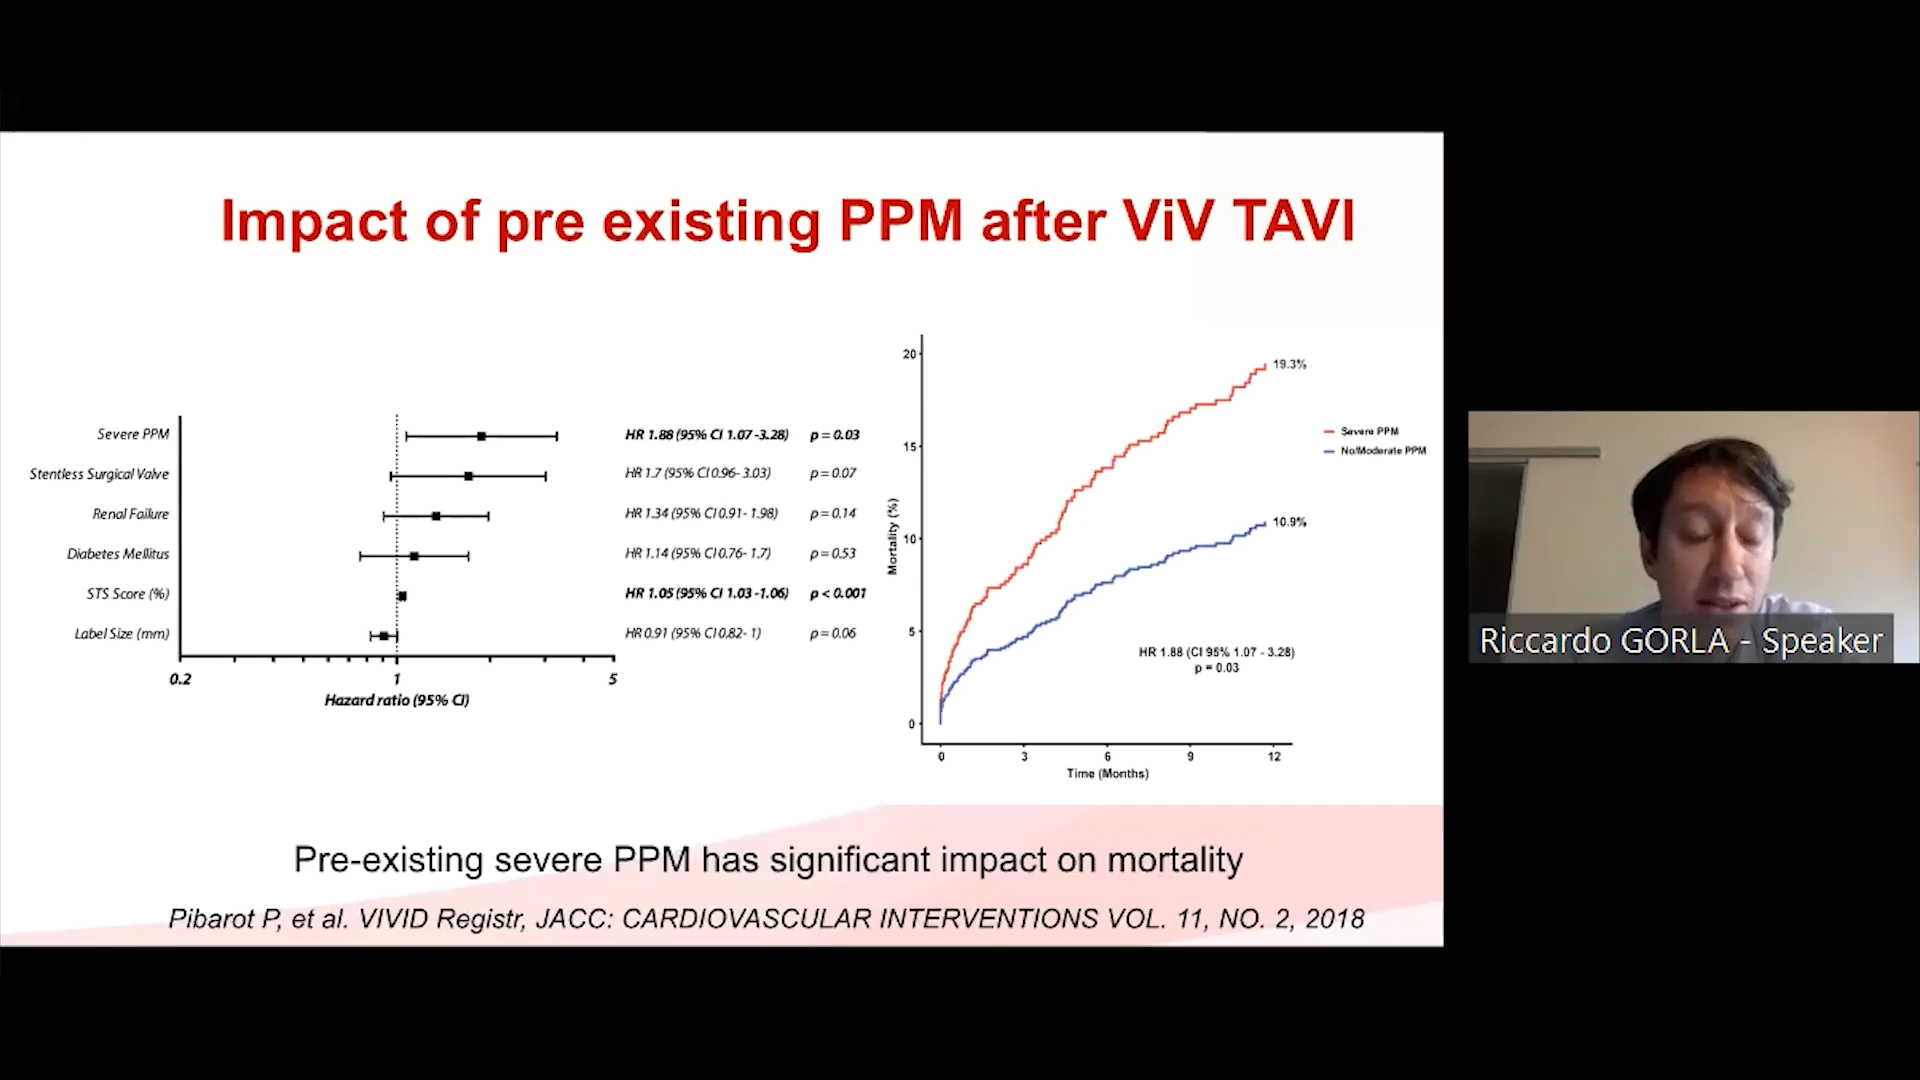 Impact of pre existing PPM after ViV TAVI
Severe PPM HR 1.88 (95% CI 1.07 -3.28) p = 0.03
Stentless Surgical Valve HR 1.7 (95% CI 0.96- 3.03) p = 0.07
Renal Failure HR 1.34 (95% CI 0.91- 1.98) p = 0.14
Diabetes Mellitus HR 1.14 (95% CI 0.76- 1.7) p = 0.53
STS Score (%) HR 1.05 (95% CI 1.03 -1.06) p < 0.001
Label Size (mm) HR 0.91 (95% CI 0.82- 1) p = 0.06
0.2 1 5
Hazard ratio (95% CI)
20
15
10
5
0
Mortality (%)
19.3%
10.9%
Severe PPM
No/Moderate PPM
HR 1.88 (CI 95% 1.07 - 3.28)
p = 0.03
0 3 6 9 12
Time (Months)
Pre-existing severe PPM has significant impact on mortality
Pibarot P, et al. VIVID Registr, JACC: CARDIOVASCULAR INTERVENTIONS VOL. 11, NO. 2, 2018
Riccardo GORLA - Speaker